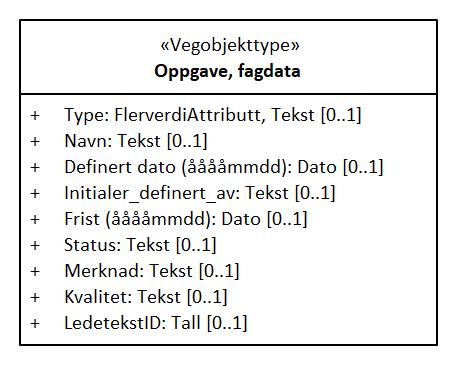 «Vegobjekttype»
Oppgave, fagdata
+ Type: FlerverdiAttributt, Tekst [0..1]
+ Navn: Tekst [0..1]
+ Definert dato (ååååmmdd): Dato [0..1]
+ Initialer_definert_av: Tekst [0..1]
+ Frist (ååååmmdd): Dato [0..1]
+ Status: Tekst [0..1]
+ Merknad: Tekst [0..1]
+ Kvalitet: Tekst [0..1]
+ LedetekstID: Tall [0..1]